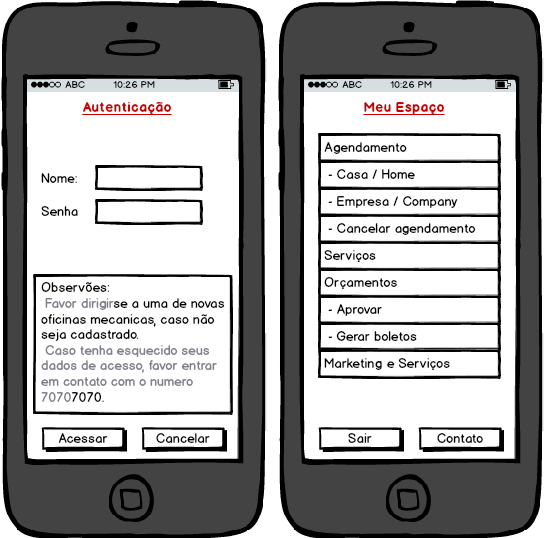 ABC 10:26 PM
Autenticação
Nome:
Senha
Observões:
Favor dirigirse a uma de novas
oficinas mecanicas, caso não
seja cadastrado.
Caso tenha esquecido seus
dados de acesso, favor entrar
em contato com o numero
70707070.
Acessar Cancelar
ABC 10:26 PM
Meu Espaço
Agendamento
- Casa / Home
- Empresa / Company
- Cancelar agendamento
Serviços
Orçamentos
- Aprovar
- Gerar boletos
Marketing e Serviços
Sair Contato